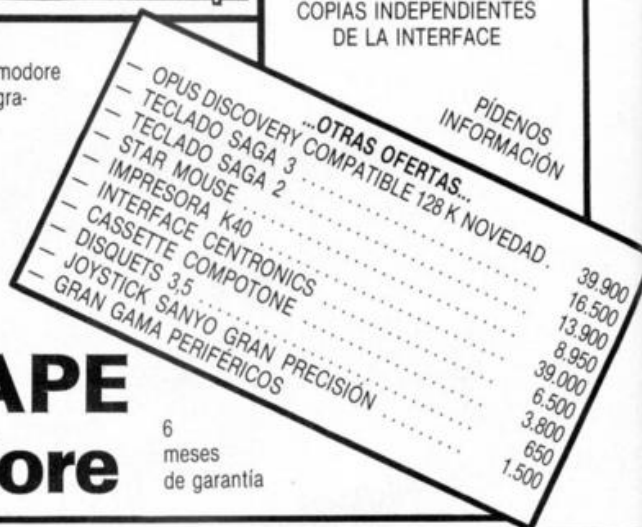 COPIAS INDEPENDIENTES
DE LA INTERFACE
PÍDENOS
INFORMACIÓN
modore
gra-
...OTRAS OFERTAS...
— OPUS DISCOVERY COMPATIBLE 128 K NOVEDAD. 39.900
— TECLADO SAGA 3 .......... 16.500
— TECLADO SAGA 2 .......... 13.900
— STAR MOUSE .......... 8.950
— IMPRESORA K40 .......... 39.000
— INTERFACE CENTRONICS .......... 6.500
— CASSETTE COMPOTONE .......... 3.800
— DISQUETS 3.5 .......... 650
— JOYSTICK SANYO GRAN PRECISIÓN .......... 1.500
— GRAN GAMA PERIFÉRICOS
APE
ore
6
meses
de garantía